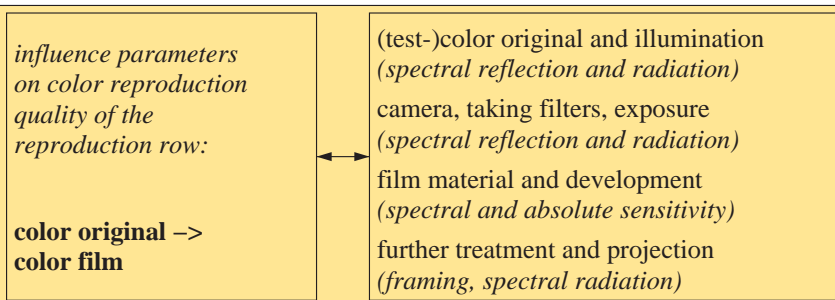 influence parameters
on color reproduction
quality of the
reproduction row:
color original −>
color film
(test-)color original and illumination
(spectral reflection and radiation)
camera, taking filters, exposure
(spectral reflection and radiation)
film material and development
(spectral and absolute sensitivity)
further treatment and projection
(framing, spectral radiation)